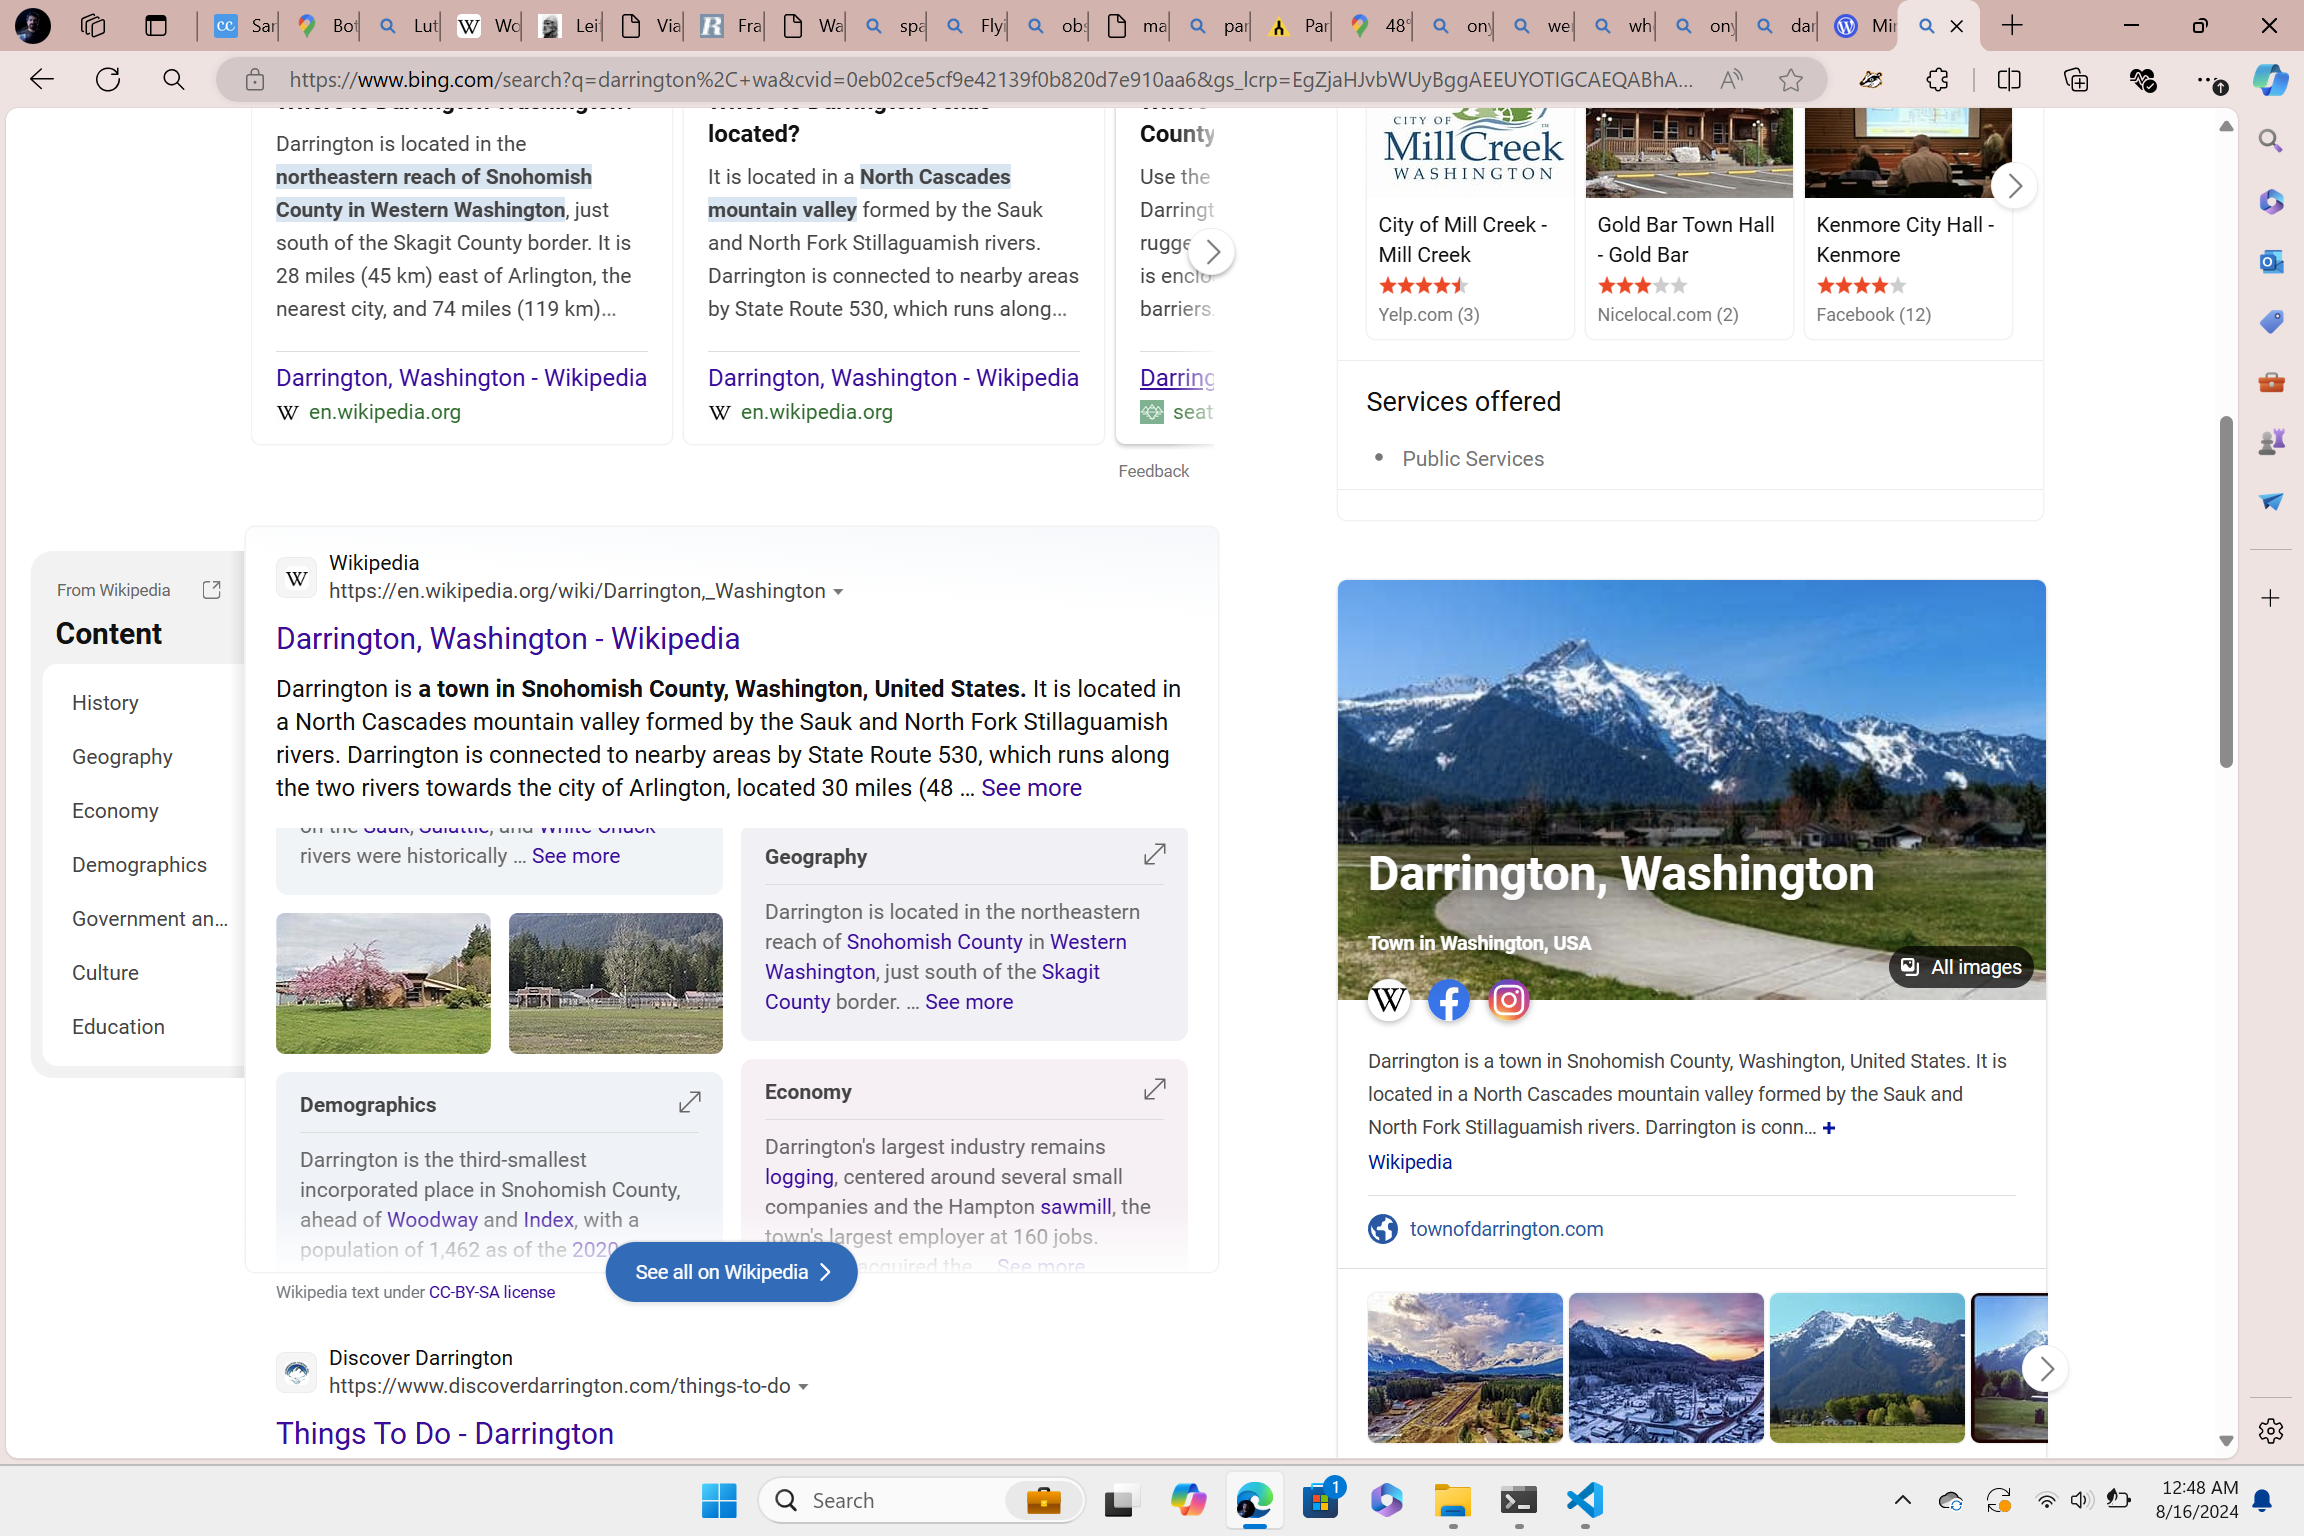 Sar
Bot
Lut
Wo
Lei
Via
Fra
Wa
spa
Flyi
obs
ma
par
Par
48°
ony
we
who
ony
dar
Mi
https://www.bing.com/search?q=darrington%2C+wa&cvid=0eb02ce5cf9e42139f0b820d7e910aa6&gs_lcrp=EgZjaHJvbWUyBggAEEUYOTIGCAEQABhA...
Darrington is located in the
northeastern reach of Snohomish
County in Western Washington, just
south of the Skagit County border. It is
28 miles (45 km) east of Arlington, the
nearest city, and 74 miles (119 km)...
Darrington, Washington - Wikipedia
W en.wikipedia.org
located?
It is located in a North Cascades
mountain valley formed by the Sauk
and North Fork Stillaguamish rivers.
Darrington is connected to nearby areas
by State Route 530, which runs along...
Darrington, Washington - Wikipedia
W en.wikipedia.org
County
Use the
Darringt
rugge
is enclo
barriers.
Darring
seat
Feedback
CITY OF
Mill Creek
WASHINGTON
City of Mill Creek -
Mill Creek
Yelp.com (3)
Gold Bar Town Hall
- Gold Bar
Nicelocal.com (2)
Kenmore City Hall -
Kenmore
Facebook (12)
Services offered
• Public Services
From Wikipedia
Content
History
Geography
Economy
Demographics
Government an...
Culture
Education
W
Wikipedia
https://en.wikipedia.org/wiki/Darrington,_Washington
Darrington, Washington - Wikipedia
Darrington is a town in Snohomish County, Washington, United States. It is located in
a North Cascades mountain valley formed by the Sauk and North Fork Stillaguamish
rivers. Darrington is connected to nearby areas by State Route 530, which runs along
the two rivers towards the city of Arlington, located 30 miles (48 ... See more
on the Sauk, Suiattle, and White Chuck
rivers were historically ... See more
Geography
Darrington is located in the northeastern
reach of Snohomish County in Western
Washington, just south of the Skagit
County border. ... See more
Demographics
Darrington is the third-smallest
incorporated place in Snohomish County,
ahead of Woodway and Index, with a
population of 1,462 as of the 2020
Economy
Darrington's largest industry remains
logging, centered around several small
companies and the Hampton sawmill, the
town's largest employer at 160 jobs.
acquired the ... See more
See all on Wikipedia
Wikipedia text under CC-BY-SA license
Discover Darrington
https://www.discoverdarrington.com/things-to-do
Things To Do - Darrington
Darrington, Washington
Town in Washington, USA
All images
W
Darrington is a town in Snohomish County, Washington, United States. It is
located in a North Cascades mountain valley formed by the Sauk and
North Fork Stillaguamish rivers. Darrington is conn... +
Wikipedia
townofdarrington.com
Search
1
12:48 AM
8/16/2024